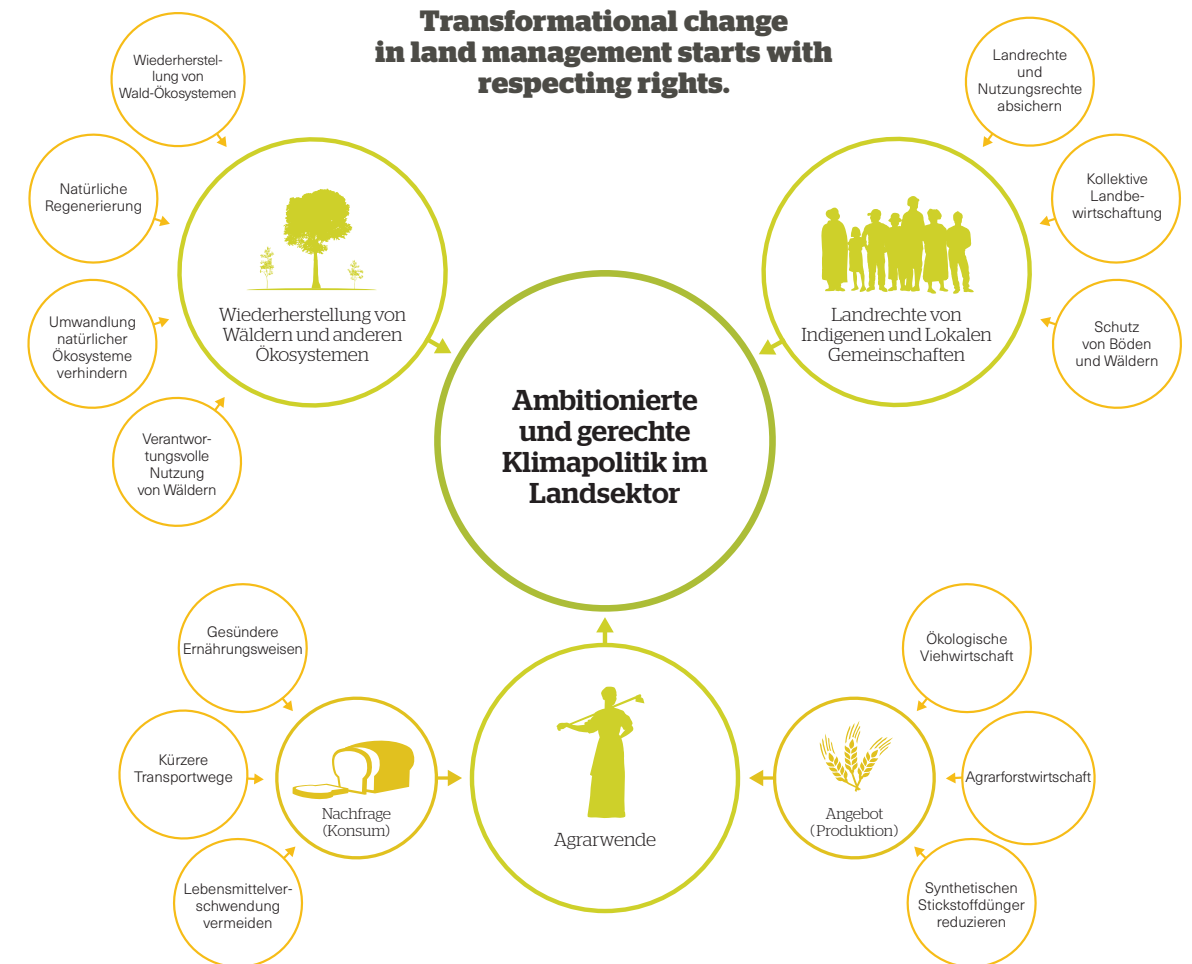 Transformational change
in land management starts with
respecting rights.
Wiederherstel-
lung von
Wald-Ökosystemen
Natürliche
Regenerierung
Umwandlung
natürlicher
Ökosysteme
verhindern
Verantwor-
tungsvolle
Nutzung
von Wäldern
Wiederherstellung von
Wäldern und anderen
Ökosystemen
Landrechte
und
Nutzungsrechte
absichern
Kollektive
Landbe-
wirtschaftung
Schutz
von Böden
und Wäldern
Landrechte von
Indigenen und Lokalen
Gemeinschaften
Ambitionierte
und gerechte
Klimapolitik im
Landsektor
Gesündere
Ernährungsweisen
Kürzere
Transportwege
Lebensmittelver-
schwendung
vermeiden
Nachfrage
(Konsum)
Agrarwende
Angebot
(Produktion)
Ökologische
Viehwirtschaft
Agrarforstwirtschaft
Synthetischen
Stickstoffdünger
reduzieren